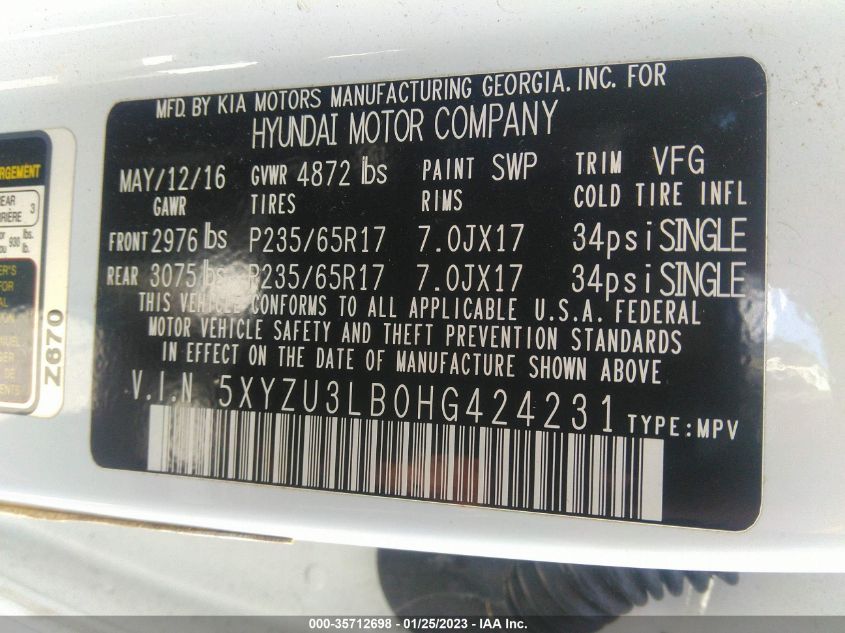 MFD. BY KIA MOTORS MANUFACTURING GEORGIA. INC. FOR
HYUNDAI MOTOR COMPANY
MAY/12/16 GVWR 4872 lbs PAINT SWP TRIM VFG
GAWR TIRES RIMS COLD TIRE INFL
FRONT 2976 lbs P235/65R17 7.0JX17 34psi SINGLE
REAR 3075 lbs P235/65R17 7.0JX17 34psi SINGLE
THIS VEHICLE CONFORMS TO ALL APPLICABLE U.S.A. FEDERAL
MOTOR VEHICLE SAFETY AND THEFT PREVENTION STANDARDS
IN EFFECT ON THE DATE OF MANUFACTURE SHOWN ABOVE.
V.I.N 5XYZU3LB0HG424231 TYPE:MPV
3
930 lbs.
Z670
000-35712698 - 01/25/2023 - IAA Inc.